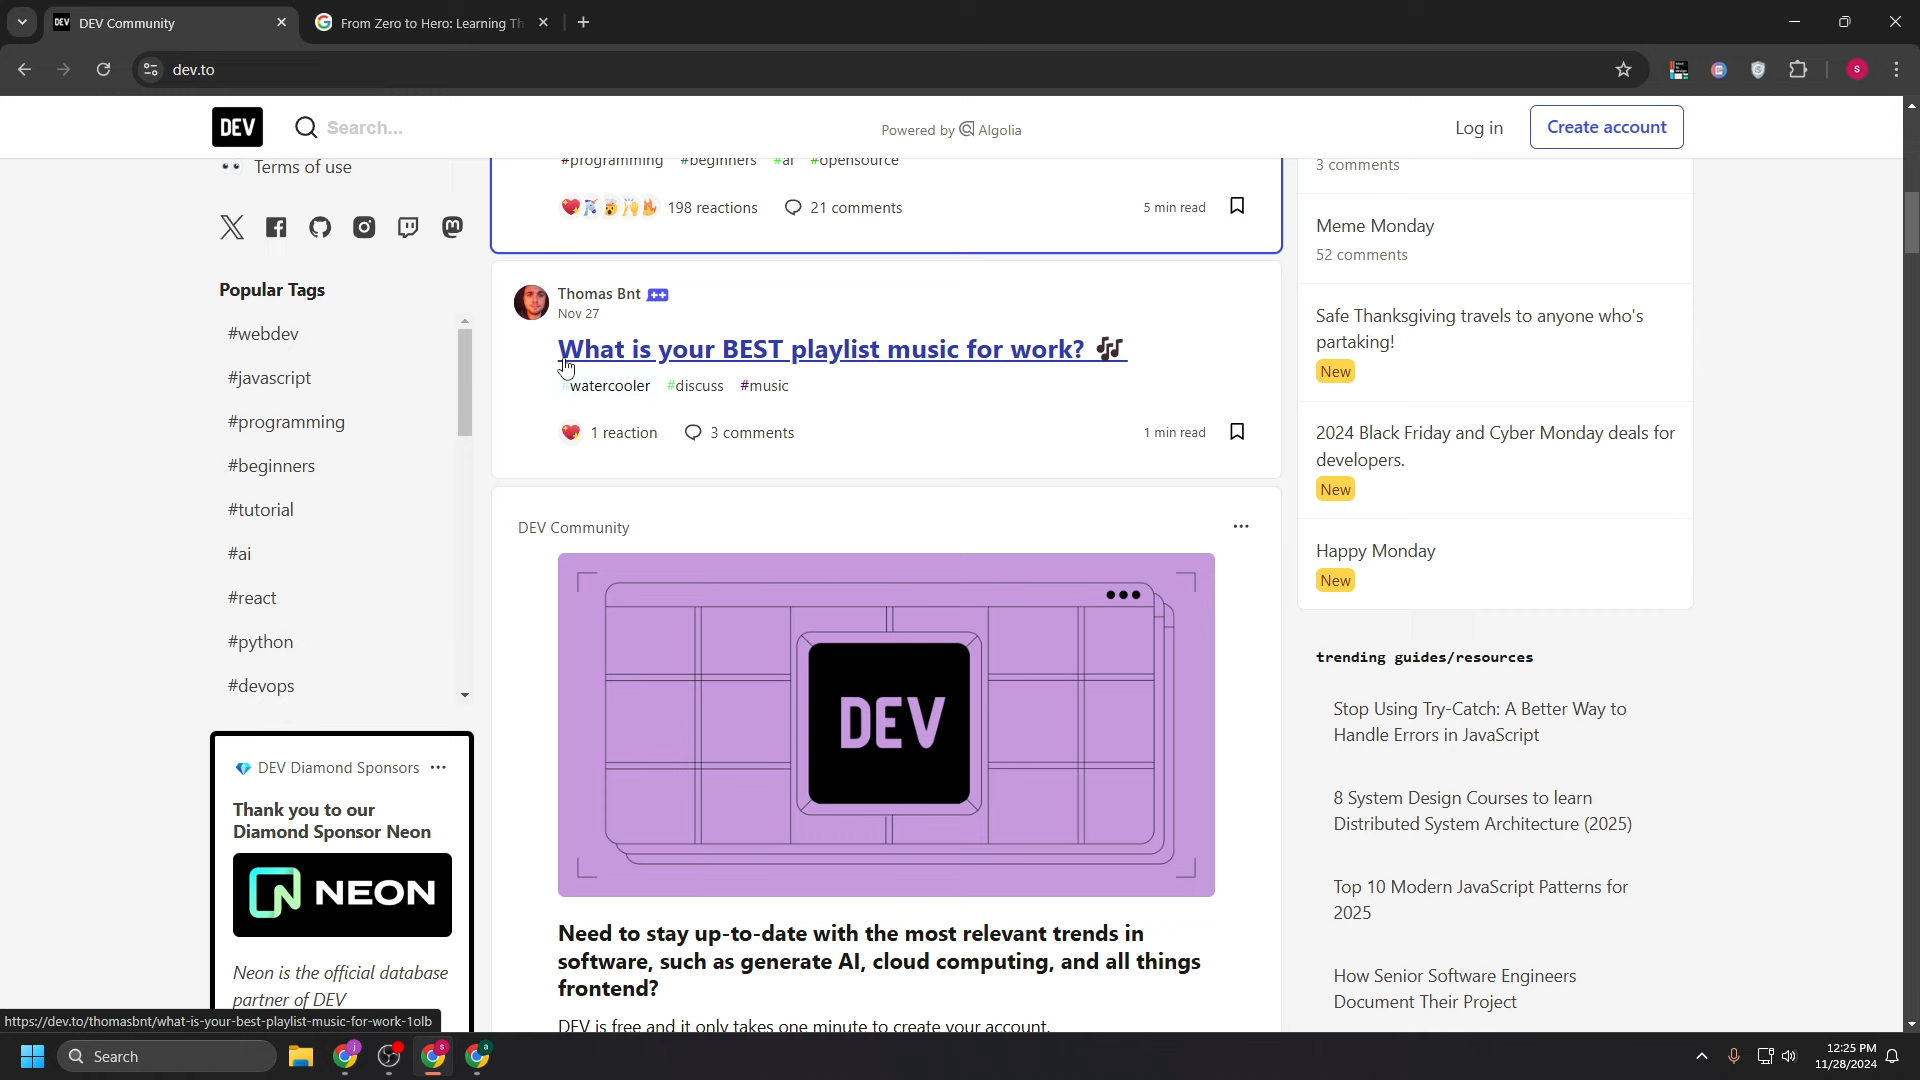 DEV Community
From Zero to Hero: Learning Th
dev.to
DEV
Search...
Powered by Algolia
Log in
Create account
Terms of use
Popular Tags
#webdev
#javascript
#programming
#beginners
#tutorial
#ai
#react
#python
#devops
DEV Diamond Sponsors
Thank you to our
Diamond Sponsor Neon
NEON
Neon is the official database
partner of DEV
#programming #beginners #ai #opensource
198 reactions 21 comments 5 min read
Thomas Bnt ++
Nov 27
What is your BEST playlist music for work? 🎶
#watercooler #discuss #music
1 reaction 3 comments 1 min read
DEV Community
DEV
Need to stay up-to-date with the most relevant trends in
software, such as generate AI, cloud computing, and all things
frontend?
DEV is free and it only takes one minute to create your account.
3 comments
Meme Monday
52 comments
Safe Thanksgiving travels to anyone who's
partaking!
New
2024 Black Friday and Cyber Monday deals for
developers.
New
Happy Monday
New
trending guides/resources
Stop Using Try-Catch: A Better Way to
Handle Errors in JavaScript
8 System Design Courses to learn
Distributed System Architecture (2025)
Top 10 Modern JavaScript Patterns for
2025
How Senior Software Engineers
Document Their Project
https://dev.to/thomasbnt/what-is-your-best-playlist-music-for-work-1olb
Search
12:25 PM
11/28/2024